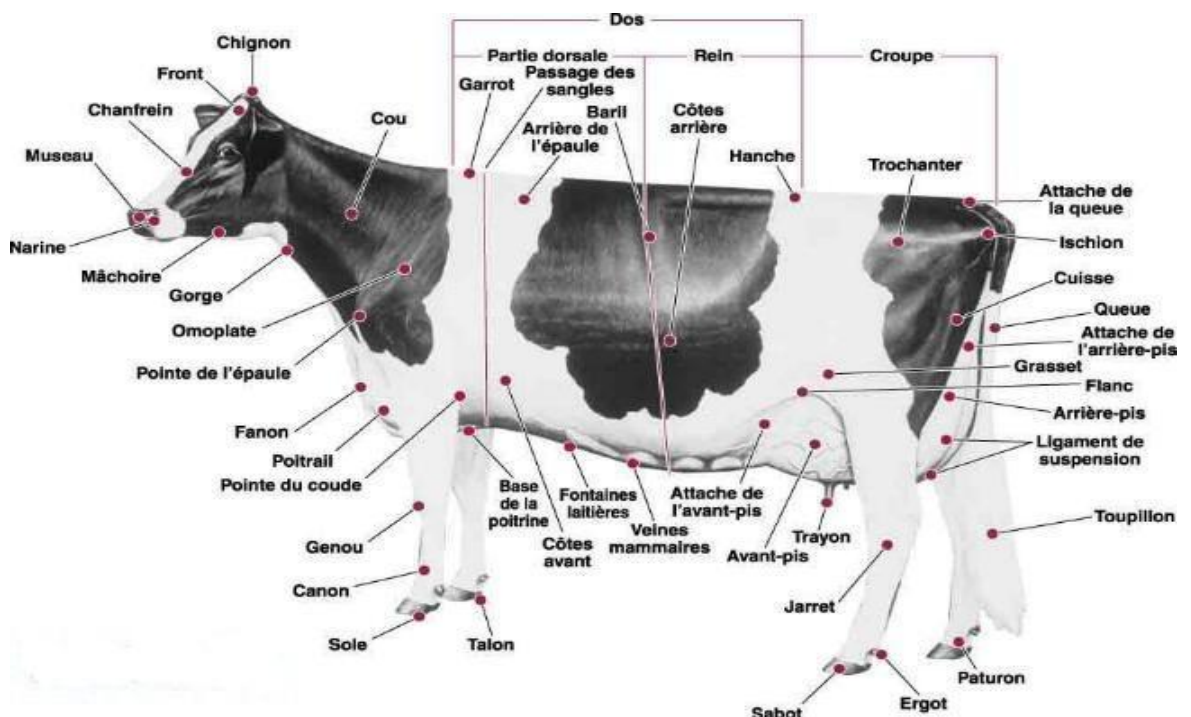 Dos
Chignon
Partie dorsale
Rein
Croupe
Front
Garrot
Passage des
sangles
Baril
Côtes
arrière
Chanfrein
Cou
Arrière de
l'épaule
Hanche
Trochanter
Museau
Attache de
la queue
Narine
Ischion
Mâchoire
Gorge
Cuisse
Omoplate
Queue
Attache de
l'arrière-pis
Pointe de l'épaule
Grasset
Flanc
Fanon
Arrière-pis
Poitrail
Ligament de
suspension
Pointe du coude
Base
de la
poitrine
Fontaines
laitières
Attache de
l'avant-pis
Genou
Côtes
avant
Veines
mammaires
Trayon
Avant-pis
Toupillon
Canon
Jarret
Sole
Talon
Paturon
Sabot
Ergot